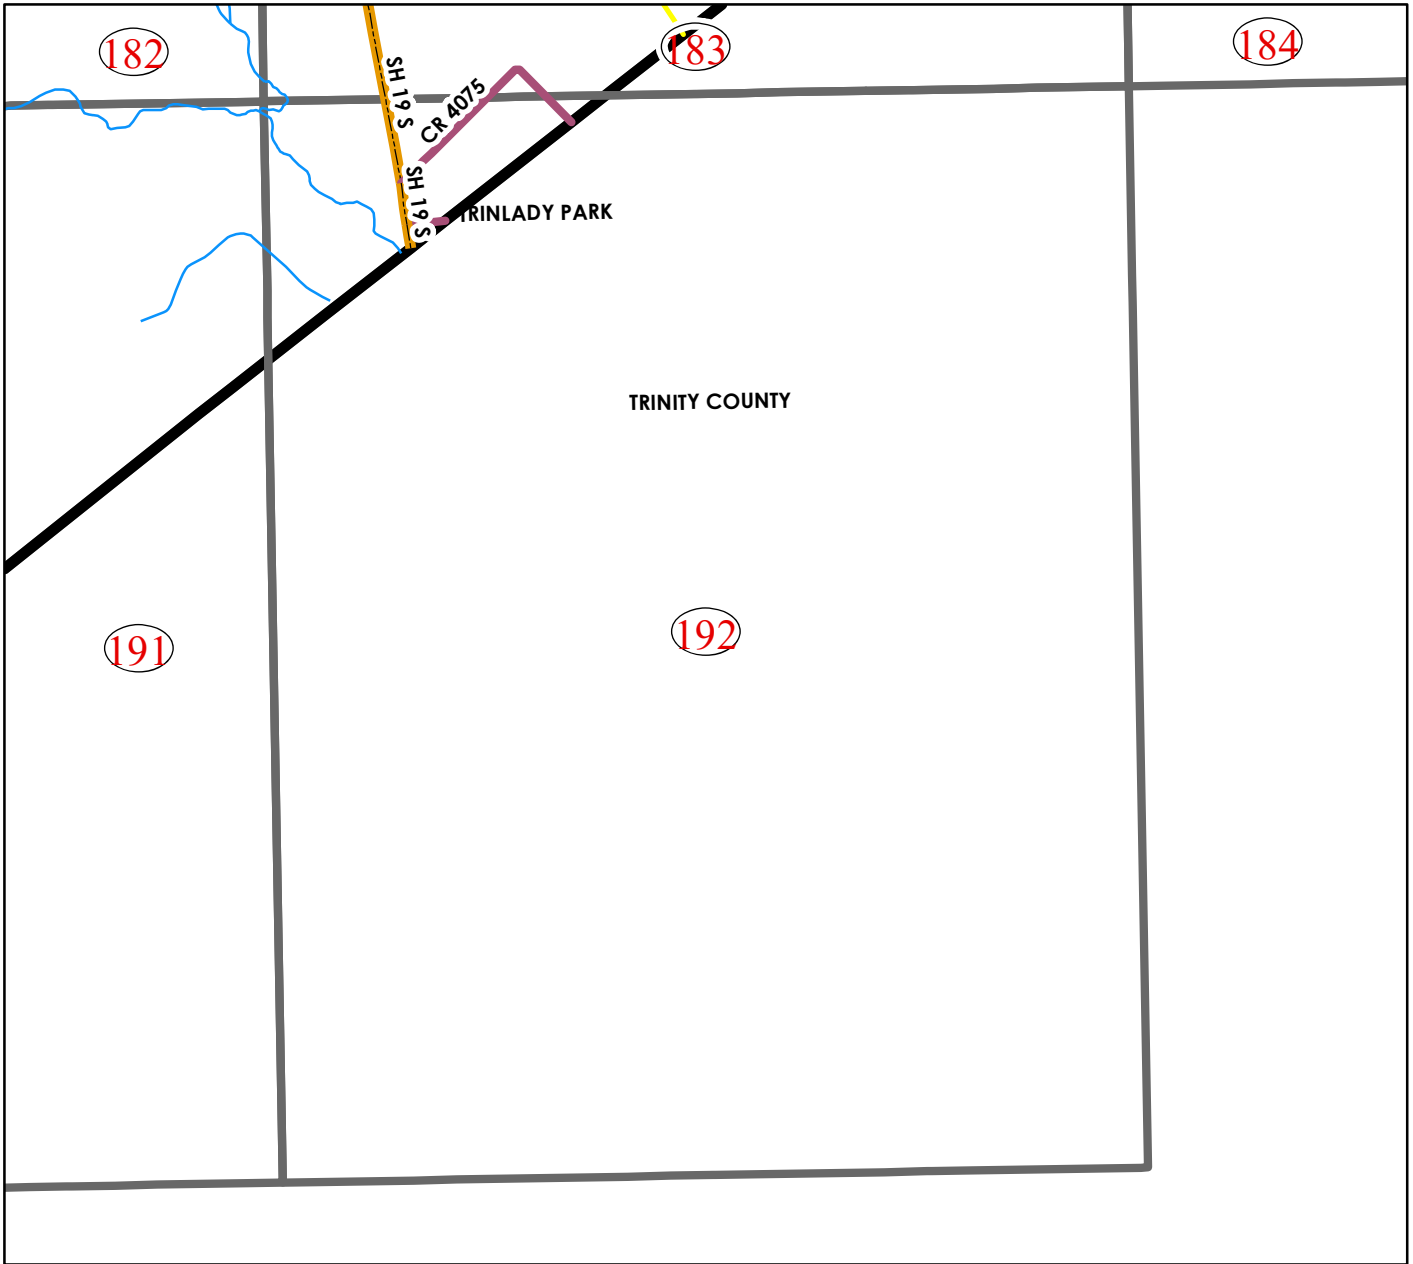 182
183
184
SH 19 S
CR 4075
SH 19 S
TRINLADY PARK
TRINITY COUNTY
191
192